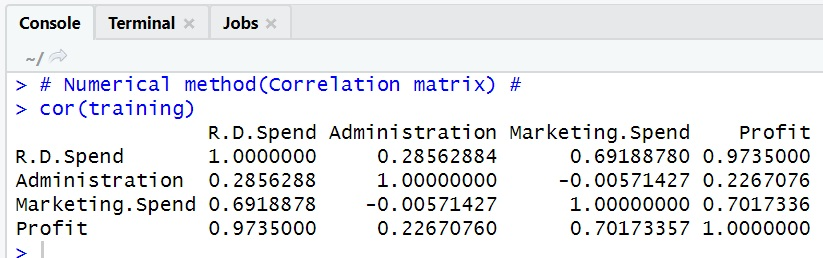 Console Terminal Jobs
~/
> # Numerical method(Correlation matrix) #
> cor(training)
R.D.Spend Administration Marketing.Spend Profit
R.D.Spend 1.0000000 0.28562884 0.69188780 0.9735000
Administration 0.2856288 1.00000000 -0.00571427 0.2267076
Marketing.Spend 0.6918878 -0.00571427 1.00000000 0.7017336
Profit 0.9735000 0.22670760 0.70173357 1.0000000
>